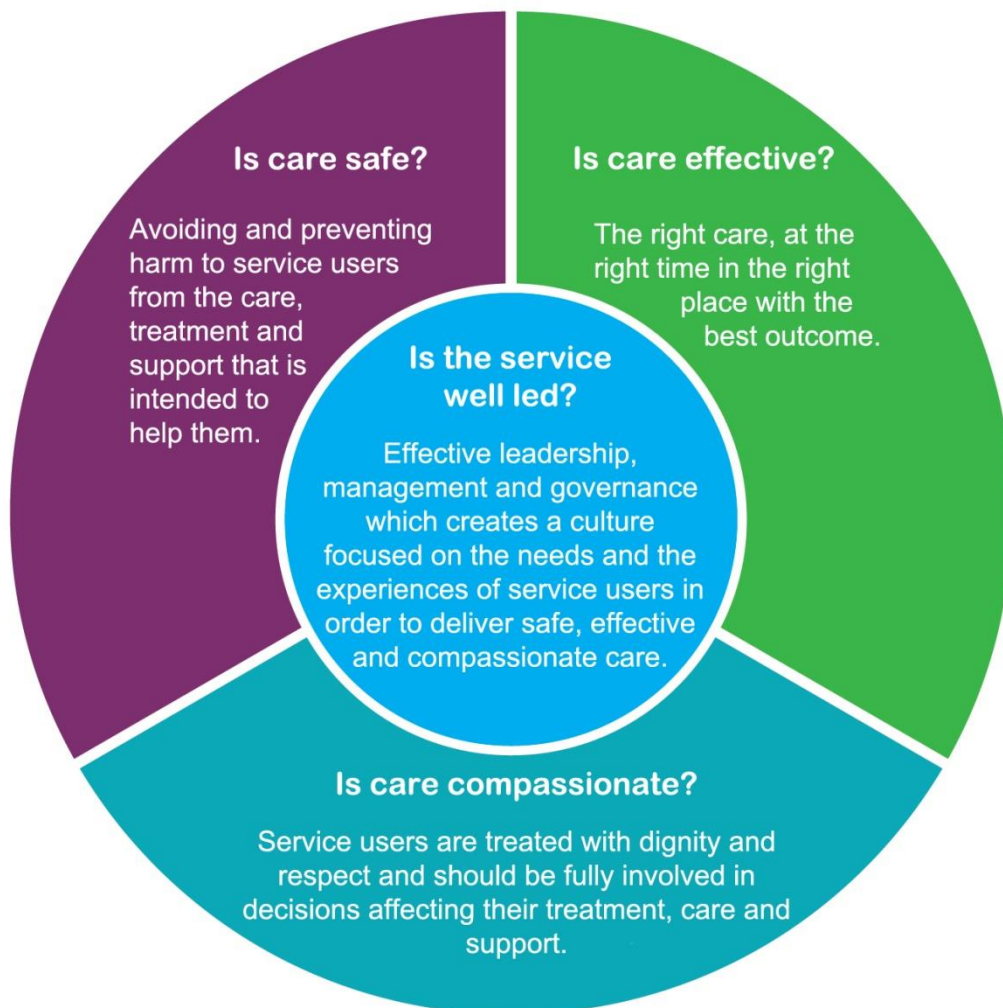 Is care safe?
Avoiding and preventing
harm to service users
from the care,
treatment and
support that is
intended to
help them.
Is care effective?
The right care, at the
right time in the right
place with the
best outcome.
Is the service
well led?
Effective leadership,
management and governance
which creates a culture
focused on the needs and the
experiences of service users in
order to deliver safe, effective
and compassionate care.
Is care compassionate?
Service users are treated with dignity and
respect and should be fully involved in
decisions affecting their treatment, care and
support.